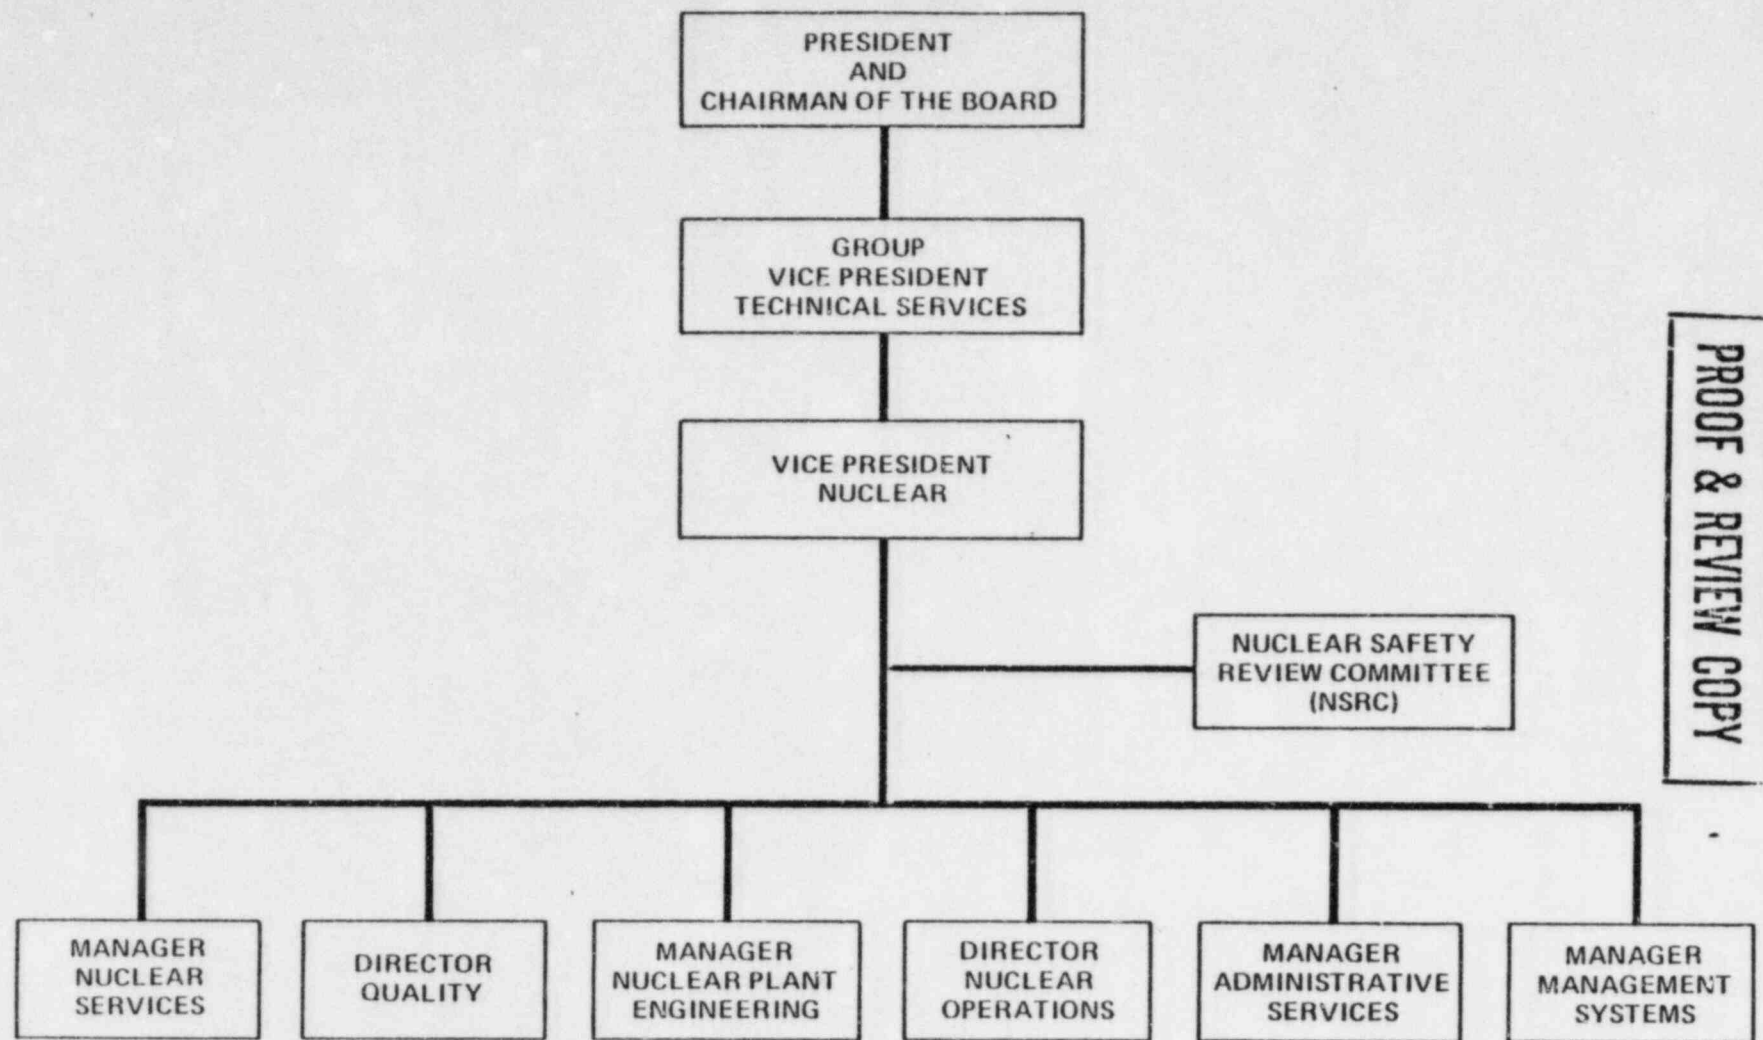 PRESIDENT
AND
CHAIRMAN OF THE BOARD
GROUP
VICE PRESIDENT
TECHNICAL SERVICES
VICE PRESIDENT
NUCLEAR
NUCLEAR SAFETY
REVIEW COMMITTEE
(NSRC)
PROOF & REVIEW COPY
MANAGER
NUCLEAR
SERVICES
DIRECTOR
QUALITY
MANAGER
NUCLEAR PLANT
ENGINEERING
DIRECTOR
NUCLEAR
OPERATIONS
MANAGER
ADMINISTRATIVE
SERVICES
MANAGER
MANAGEMENT
SYSTEMS